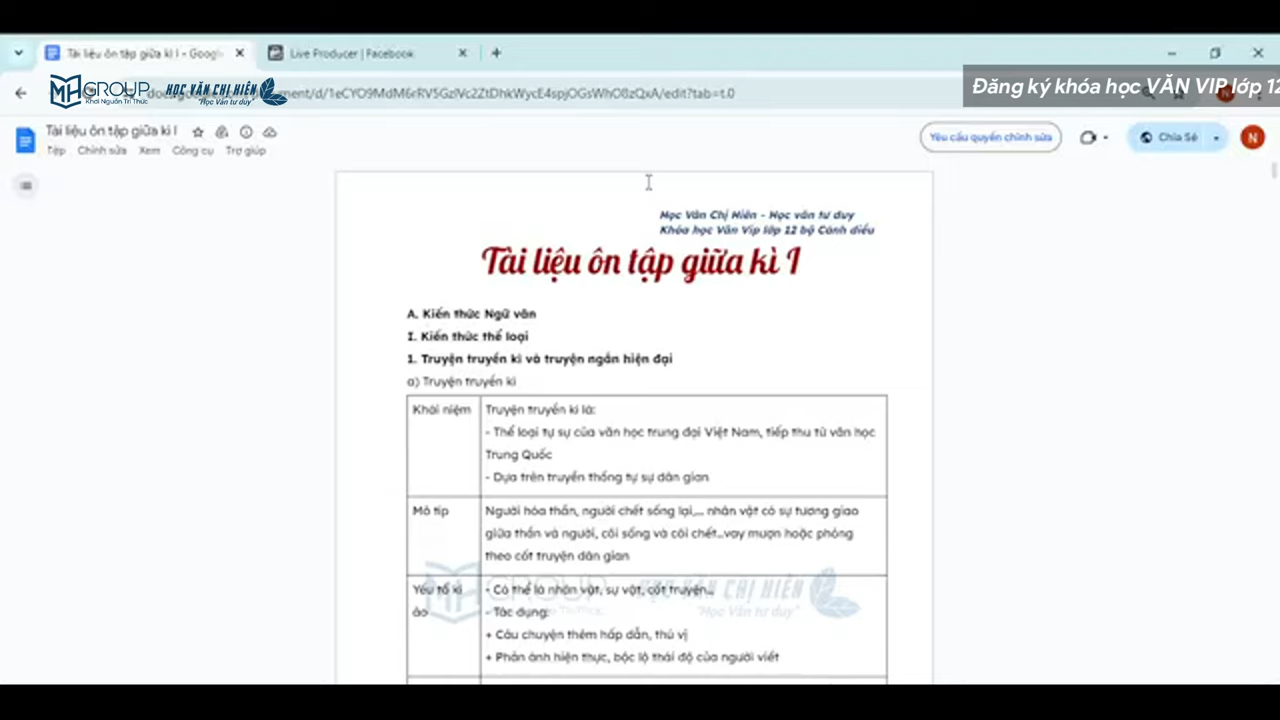 Tài liệu ôn tập giữa kì I - Google
Live Producer | Facebook
MH GROUP
Khơi Nguồn Tri Thức
HỌC VĂN CHỊ HIÊN
"Học Văn tư duy"
Đăng ký khóa học VĂN VIP lớp 12
Tài liệu ôn tập giữa kì I
Tệp Chỉnh sửa Xem Công cụ Trợ giúp
Yêu cầu quyền chỉnh sửa
Chia Sẻ
N
Học Văn Chị Hiên - Học văn tư duy
Khóa học Văn Vip lớp 12 bộ Cánh diều
Tài liệu ôn tập giữa kì I
A. Kiến thức Ngữ văn
I. Kiến thức thể loại
1. Truyện truyền kì và truyện ngắn hiện đại
a) Truyện truyền kì
Khái niệm
Truyện truyền kì là:
- Thể loại tự sự của văn học trung đại Việt Nam, tiếp thu từ văn học
Trung Quốc
- Dựa trên truyền thống tự sự dân gian
Mô típ
Người hóa thần, người chết sống lại,... nhân vật có sự tương giao
giữa thần và người, cõi sống và cõi chết...vay mượn hoặc phỏng
theo cốt truyện dân gian
Yếu tố kì
ảo
- Có thể là nhân vật, sự vật, cốt truyện...
- Tác dụng:
+ Câu chuyện thêm hấp dẫn, thú vị
+ Phản ánh hiện thực, bộc lộ thái độ của người viết